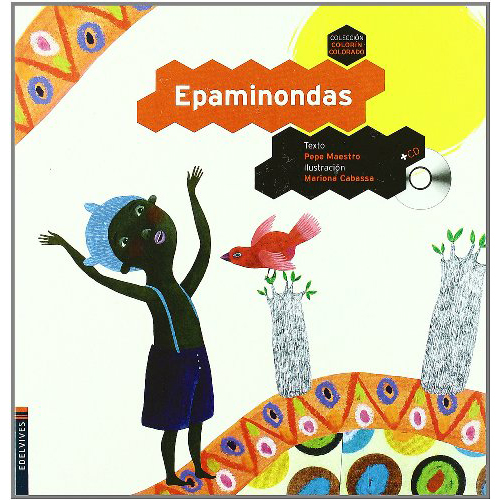 COLECCIÓN
COLORÍN
COLORADO
Epaminondas
Texto
Pepe Maestro
Ilustración
Mariona Cabassa
+CD
EDELVIVES